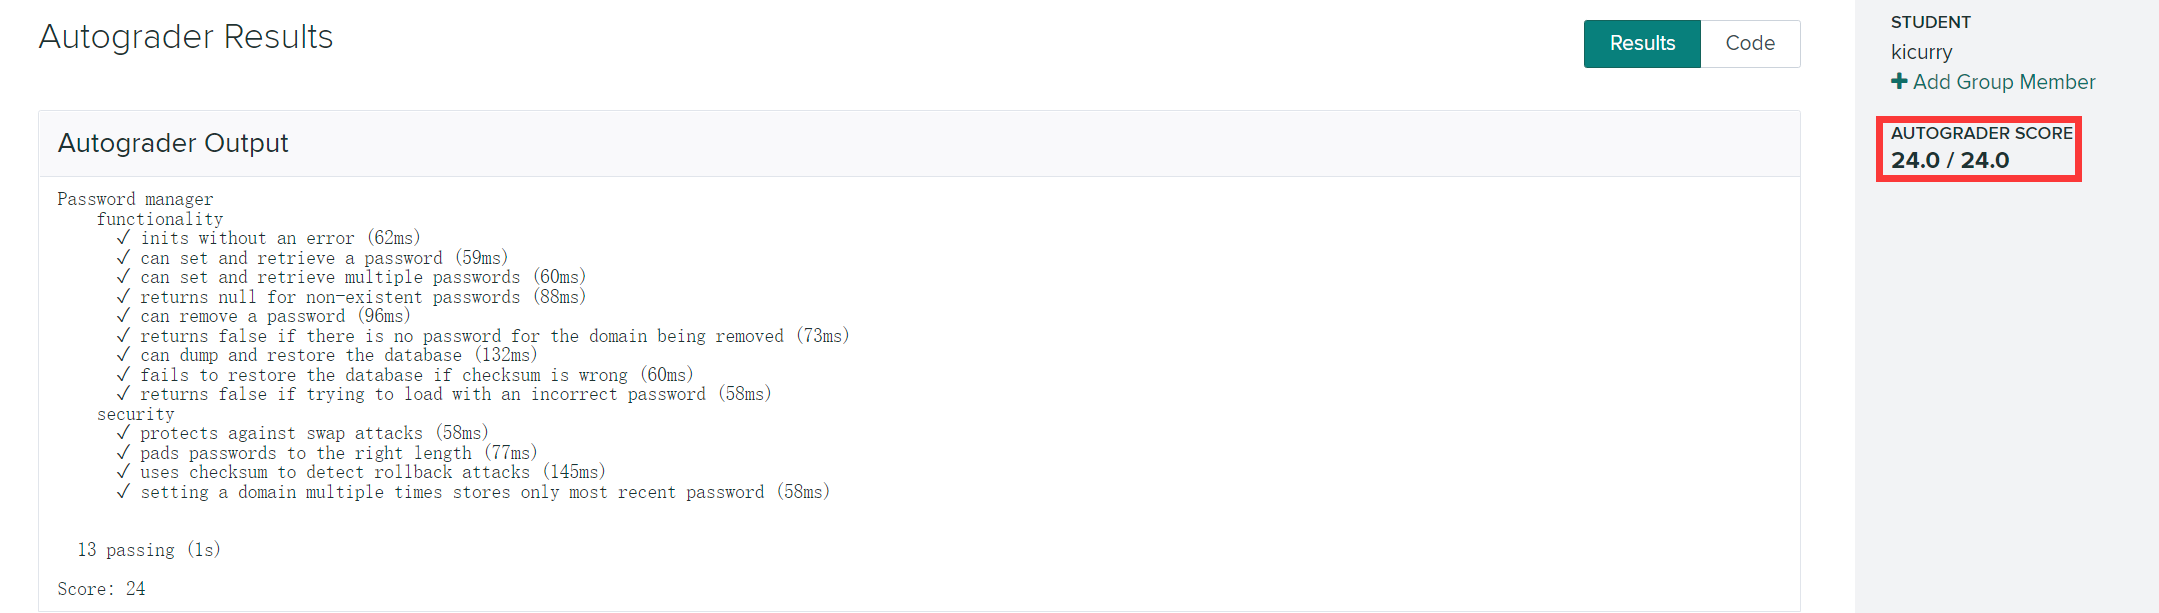 Autograder Results
Results
Code
Autograder Output
Password manager
functionality
✓ inits without an error (62ms)
✓ can set and retrieve a password (59ms)
✓ can set and retrieve multiple passwords (60ms)
✓ returns null for non-existent passwords (88ms)
✓ can remove a password (96ms)
✓ returns false if there is no password for the domain being removed (73ms)
✓ can dump and restore the database (132ms)
✓ fails to restore the database if checksum is wrong (60ms)
✓ returns false if trying to load with an incorrect password (58ms)
security
✓ protects against swap attacks (58ms)
✓ pads passwords to the right length (77ms)
✓ uses checksum to detect rollback attacks (145ms)
✓ setting a domain multiple times stores only most recent password (58ms)
13 passing (1s)
Score: 24
STUDENT
kicurry
+ Add Group Member
AUTOGRADER SCORE
24.0 / 24.0